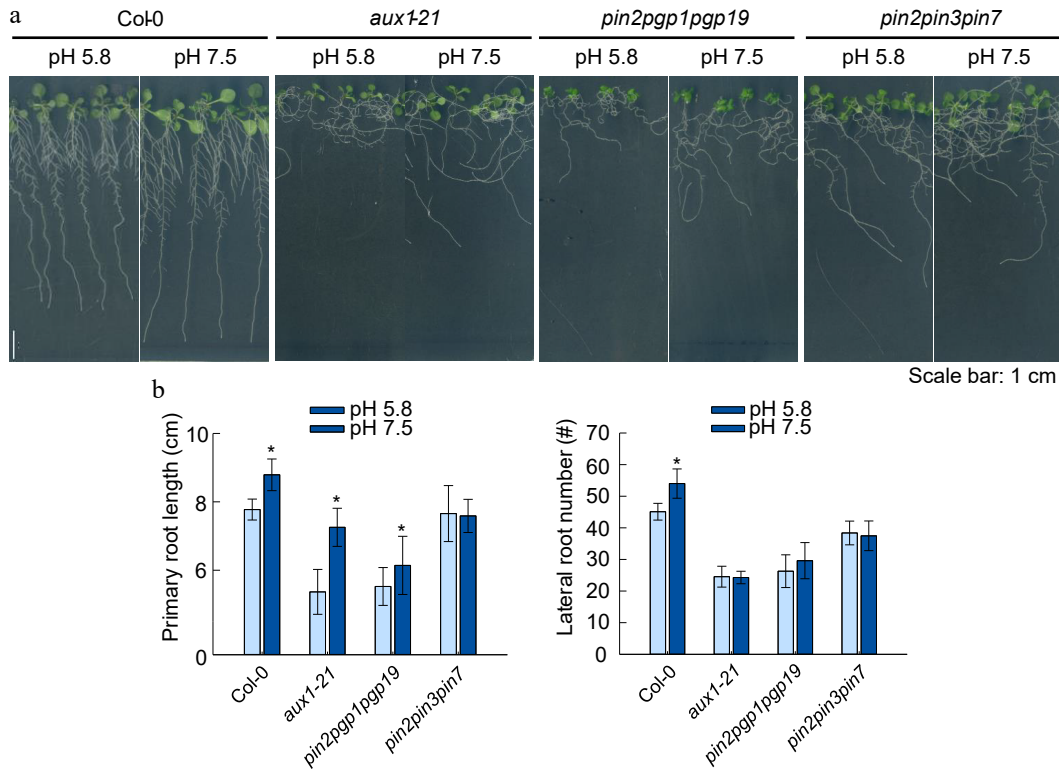 a
Col-0 aux1-21 pin2pgp1pgp19 pin2pin3pin7
pH 5.8 pH 7.5 pH 5.8 pH 7.5 pH 5.8 pH 7.5 pH 5.8 pH 7.5
Scale bar: 1 cm
b
pH 5.8
pH 7.5
Primary root length (cm)
10
8
6
0
* * *
Col-0
aux1-21
pin2pgp1pgp19
pin2pin3pin7
pH 5.8
pH 7.5
Lateral root number (#)
70
60
50
40
30
20
10
0
*
Col-0
aux1-21
pin2pgp1pgp19
pin2pin3pin7